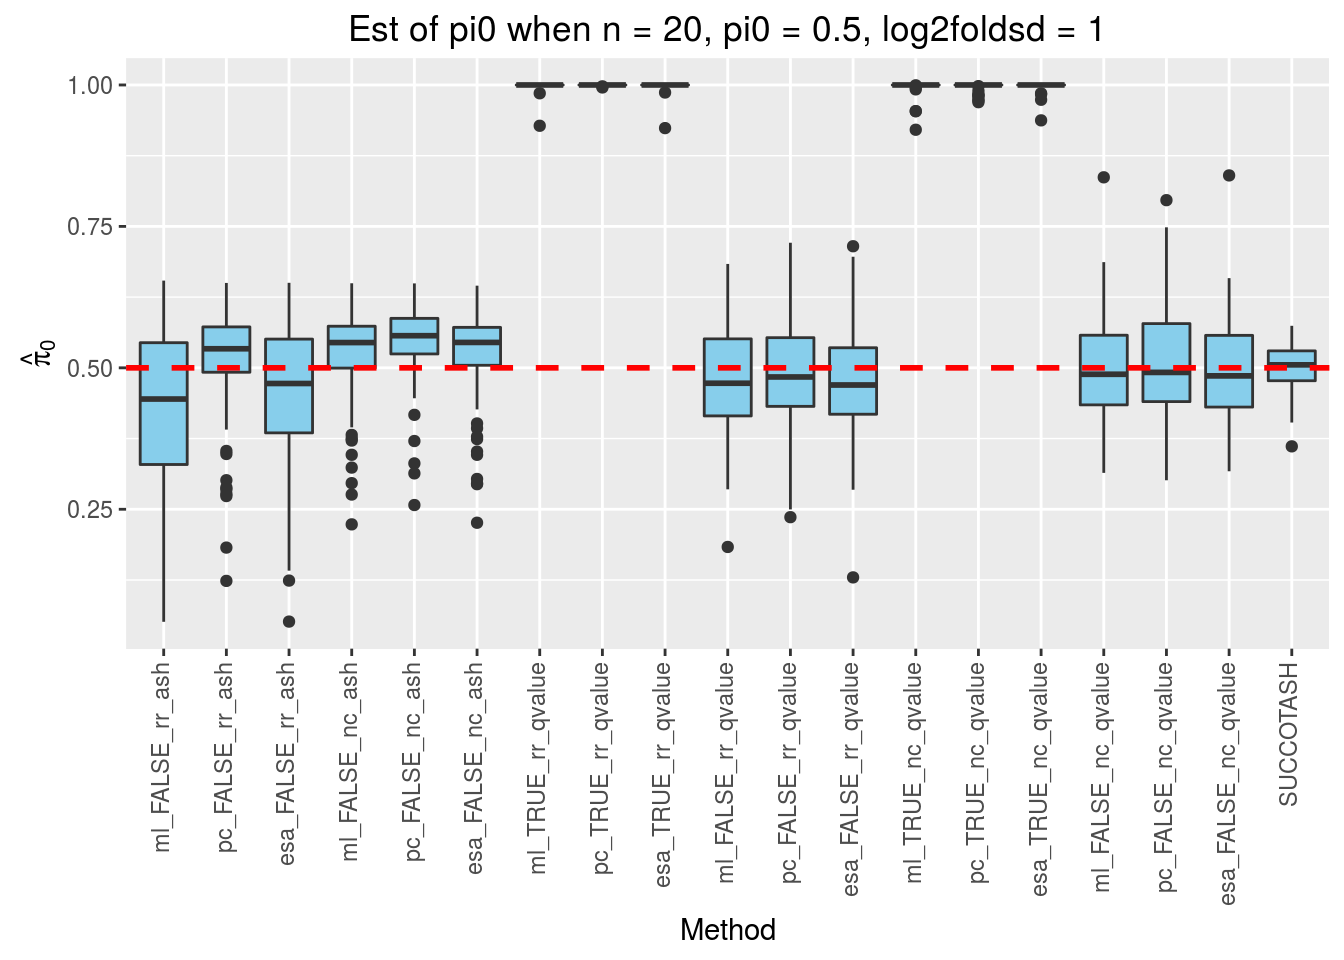 Est of pi0 when n = 20, pi0 = 0.5, log2foldsd = 1
π̂₀
1.00
0.75
0.50
0.25
ml_FALSE_rr_ash
pc_FALSE_rr_ash
esa_FALSE_rr_ash
ml_FALSE_nc_ash
pc_FALSE_nc_ash
esa_FALSE_nc_ash
ml_TRUE_rr_qvalue
pc_TRUE_rr_qvalue
esa_TRUE_rr_qvalue
ml_FALSE_rr_qvalue
pc_FALSE_rr_qvalue
esa_FALSE_rr_qvalue
ml_TRUE_nc_qvalue
pc_TRUE_nc_qvalue
esa_TRUE_nc_qvalue
ml_FALSE_nc_qvalue
pc_FALSE_nc_qvalue
esa_FALSE_nc_qvalue
SUCCOTASH
Method